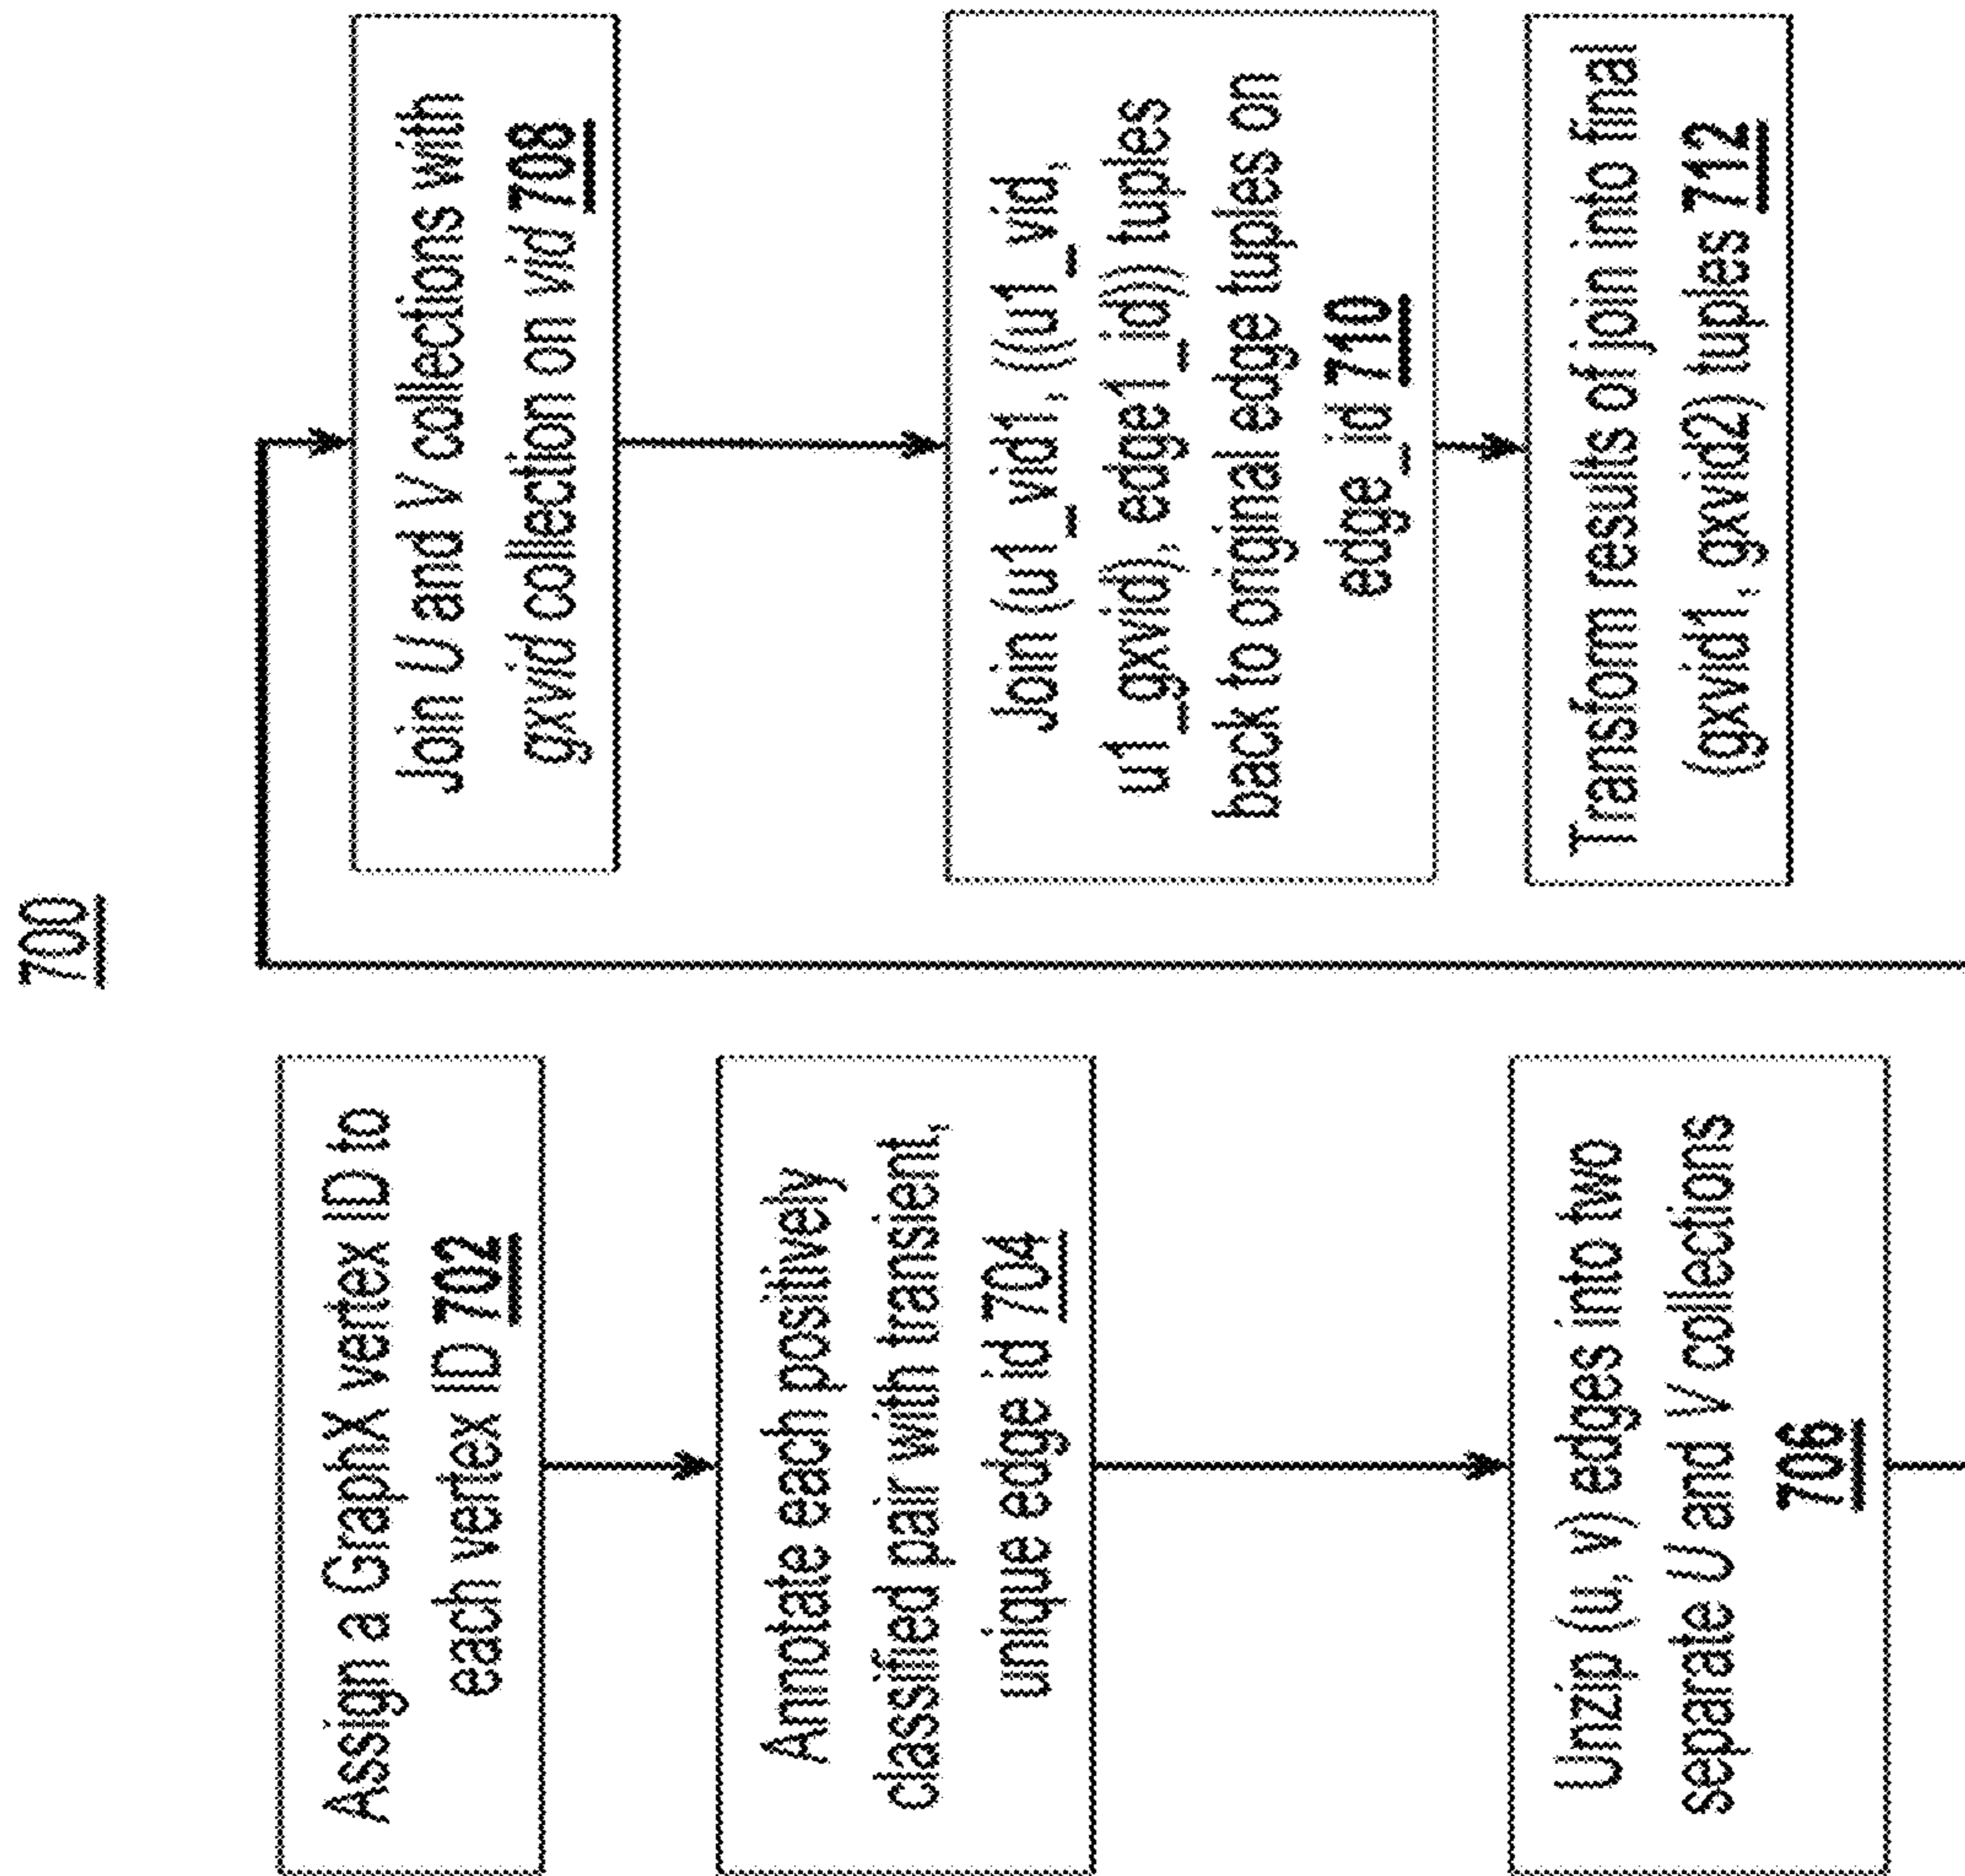 700
Assign a GraphX vertex ID to
each vertex ID 702
Annotate each positively
classified pair with transient,
unique edge id 704
Unzip (u, v) edges into two
separate U and V collections
706
Join U and V collections with
gxvid collection on vid 708
Join (u1_vid1, ((u1_vid,
u1_gxvid), edge1_id)) tuples
back to original edge tuples on
edge_id 710
Transform results of join into final
(gxvid1, gxvid2) tuples 712